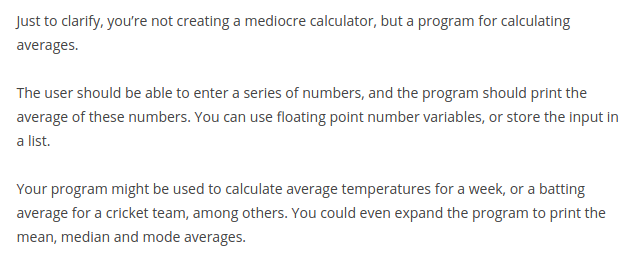 Just to clarify, you're not creating a mediocre calculator, but a program for calculating
averages.
The user should be able to enter a series of numbers, and the program should print the
average of these numbers. You can use floating point number variables, or store the input in
a list.
Your program might be used to calculate average temperatures for a week, or a batting
average for a cricket team, among others. You could even expand the program to print the
mean, median and mode averages.